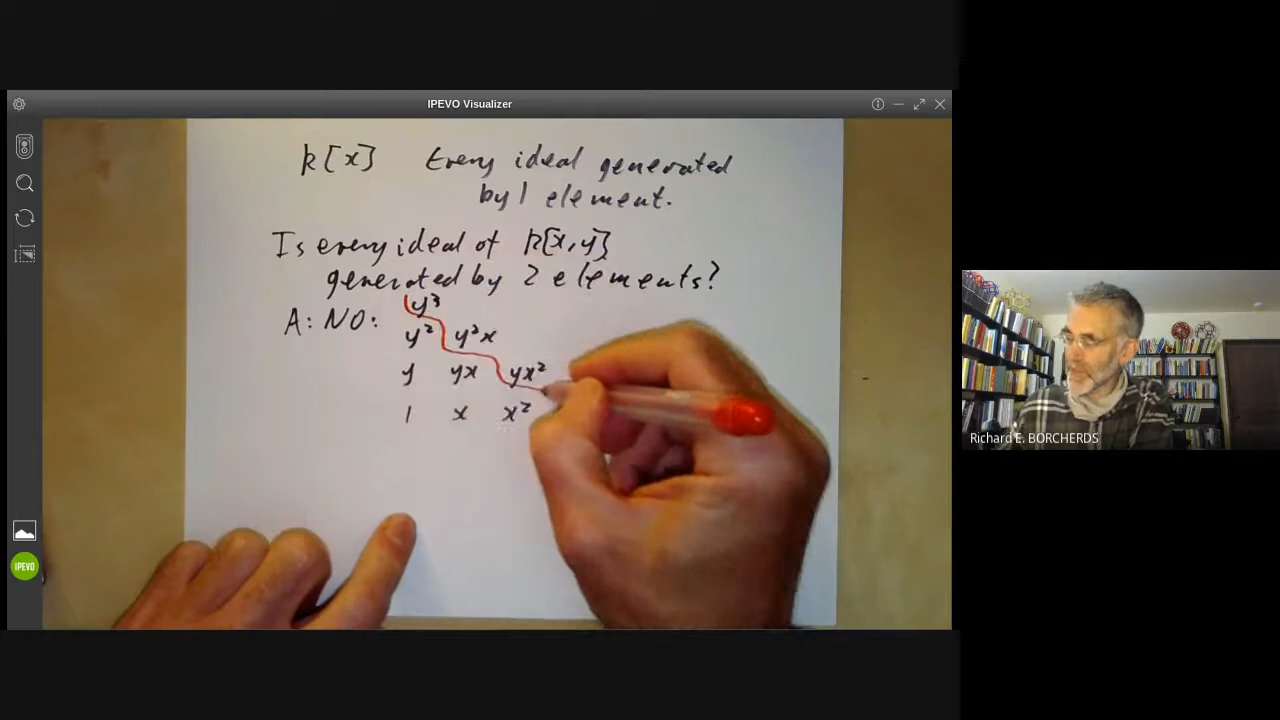 IPEVO Visualizer
k[x] Every ideal generated
by 1 element.
Is every ideal of k[x,y]
generated by 2 elements?
A: NO:
y³
y² y²x
y yx yx²
1 x x²
IPEVO
Richard E. BORCHERDS